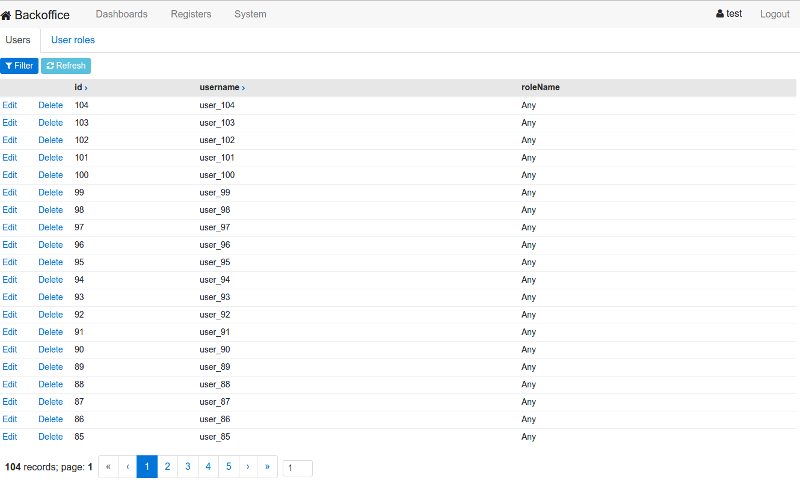 Backoffice Dashboards Registers System test Logout
Users User roles
Filter Refresh
id › username › roleName
Edit Delete 104 user_104 Any
Edit Delete 103 user_103 Any
Edit Delete 102 user_102 Any
Edit Delete 101 user_101 Any
Edit Delete 100 user_100 Any
Edit Delete 99 user_99 Any
Edit Delete 98 user_98 Any
Edit Delete 97 user_97 Any
Edit Delete 96 user_96 Any
Edit Delete 95 user_95 Any
Edit Delete 94 user_94 Any
Edit Delete 93 user_93 Any
Edit Delete 92 user_92 Any
Edit Delete 91 user_91 Any
Edit Delete 90 user_90 Any
Edit Delete 89 user_89 Any
Edit Delete 88 user_88 Any
Edit Delete 87 user_87 Any
Edit Delete 86 user_86 Any
Edit Delete 85 user_85 Any
104 records; page: 1 « ‹ 1 2 3 4 5 › » 1